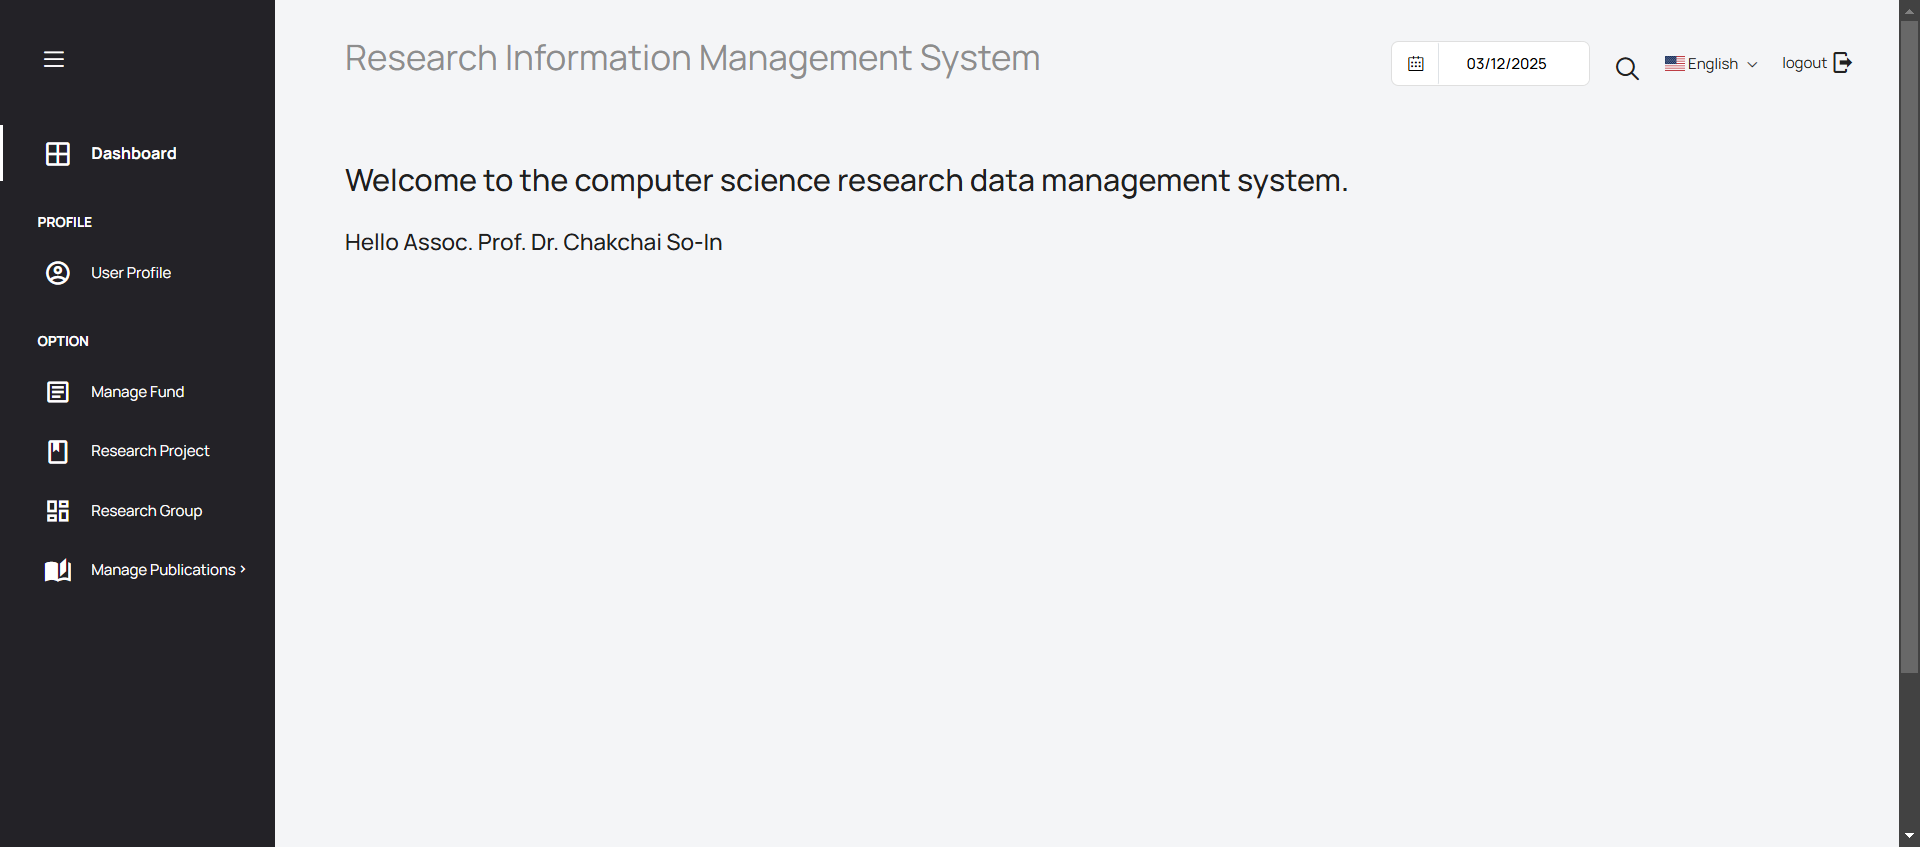 Research Information Management System
03/12/2025
English
logout
Dashboard
PROFILE
User Profile
OPTION
Manage Fund
Research Project
Research Group
Manage Publications >
Welcome to the computer science research data management system.
Hello Assoc. Prof. Dr. Chakchai So-In